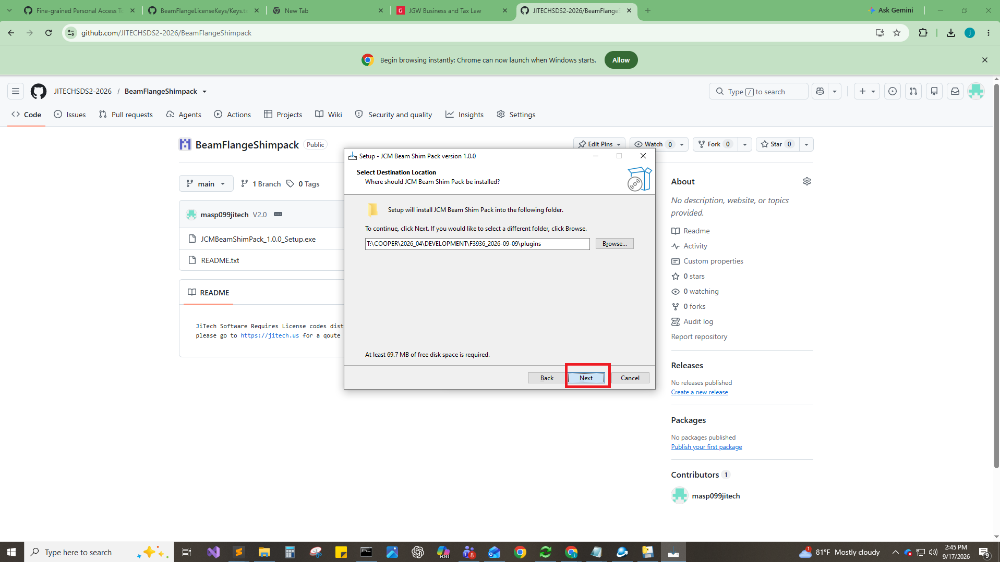 Fine-grained Personal Access To
BeamFlangeLicenseKeys/Keys.tx
New Tab
JGW Business and Tax Law
JITECHSDS2-2026/BeamFlangeS
Ask Gemini
github.com/JITECHSDS2-2026/BeamFlangeShimpack
j
Begin browsing instantly: Chrome can now launch when Windows starts.
Allow
JITECHSDS2-2026 / BeamFlangeShimpack
Type / to search
Code
Issues
Pull requests
Agents
Actions
Projects
Wiki
Security and quality
Insights
Settings
BeamFlangeShimpack Public
Edit Pins
Watch 0
Fork 0
Star 0
main
1 Branch
0 Tags
masp099jitech V2.0
JCMBeamShimPack_1.0.0_Setup.exe
README.txt
README
JiTech Software Requires License codes dist
please go to https://jitech.us for a qoute
Setup - JCM Beam Shim Pack version 1.0.0
Select Destination Location
Where should JCM Beam Shim Pack be installed?
Setup will install JCM Beam Shim Pack into the following folder.
To continue, click Next. If you would like to select a different folder, click Browse.
T:\COOPER\2026_04\DEVELOPMENT\F3936_2026-09-09\plugins
Browse...
At least 69.7 MB of free disk space is required.
Back
Next
Cancel
About
No description, website, or topics
provided.
Readme
Activity
Custom properties
0 stars
0 watching
0 forks
Audit log
Report repository
Releases
No releases published
Create a new release
Packages
No packages published
Publish your first package
Contributors 1
masp099jitech
Type here to search
M365
8
1
81°F Mostly cloudy
2:45 PM
9/17/2026
9